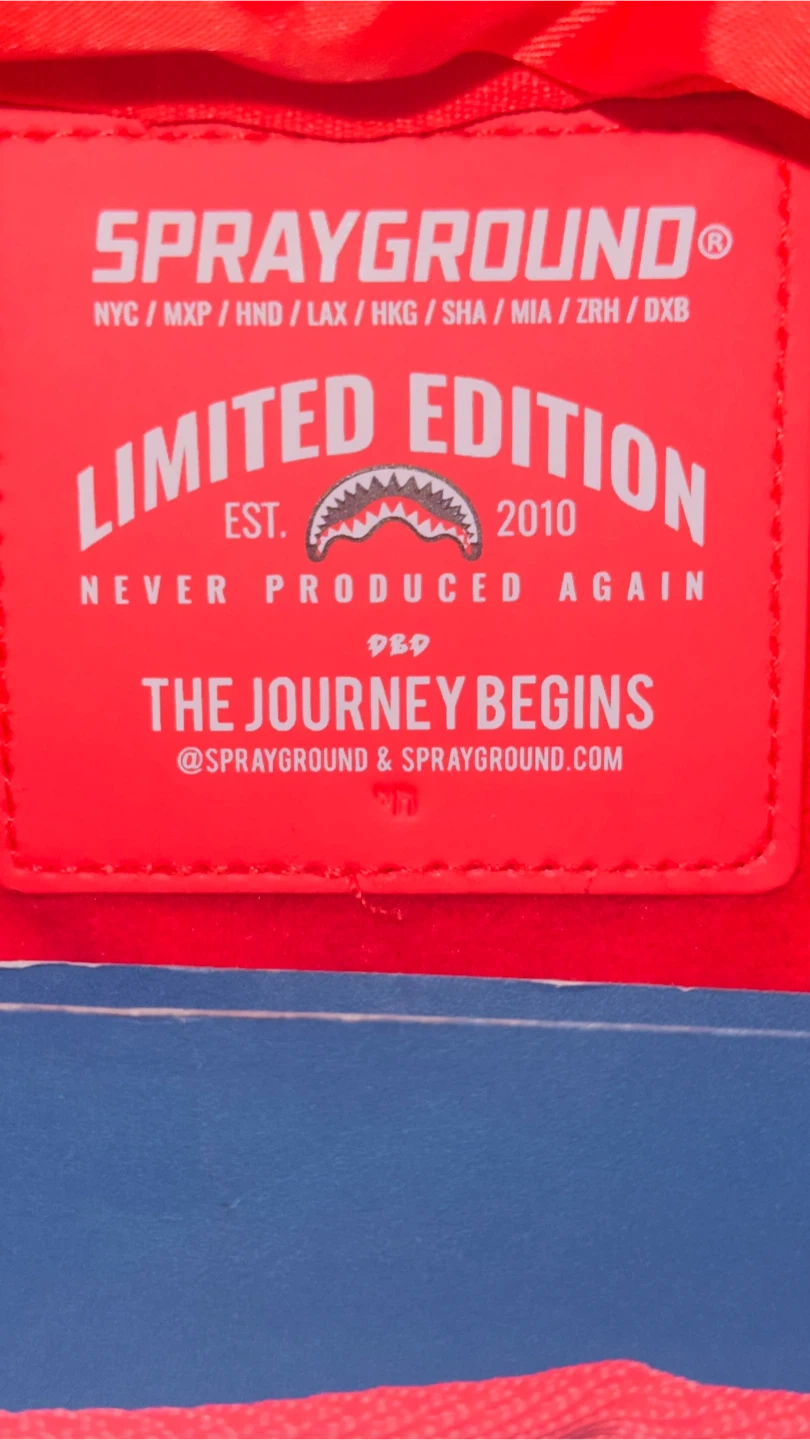 SPRAYGROUND®
NYC / MXP / HND / LAX / HKG / SHA / MIA / ZRH / DXB
LIMITED EDITION
EST. 2010
NEVER PRODUCED AGAIN
DBD
THE JOURNEY BEGINS
@SPRAYGROUND & SPRAYGROUND.COM